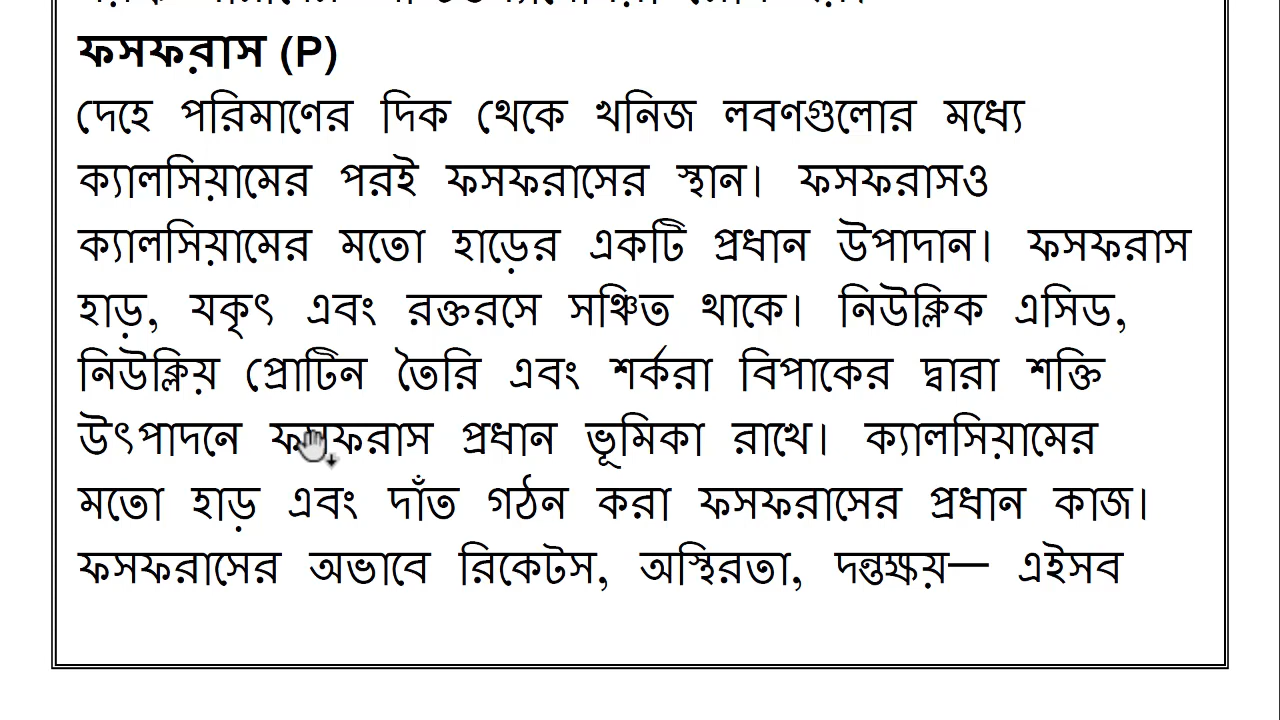 ফসফরাস (P)
দেহে পরিমাণের দিক থেকে খনিজ লবণগুলোর মধ্যে
ক্যালসিয়ামের পরই ফসফরাসের স্থান। ফসফরাসও
ক্যালসিয়ামের মতো হাড়ের একটি প্রধান উপাদান। ফসফরাস
হাড়, যকৃৎ এবং রক্তরসে সঞ্চিত থাকে। নিউক্লিক এসিড,
নিউক্লিয় প্রোটিন তৈরি এবং শর্করা বিপাকের দ্বারা শক্তি
উৎপাদনে ফসফরাস প্রধান ভূমিকা রাখে। ক্যালসিয়ামের
মতো হাড় এবং দাঁত গঠন করা ফসফরাসের প্রধান কাজ।
ফসফরাসের অভাবে রিকেটস, অস্থিরতা, দন্তক্ষয়— এইসব